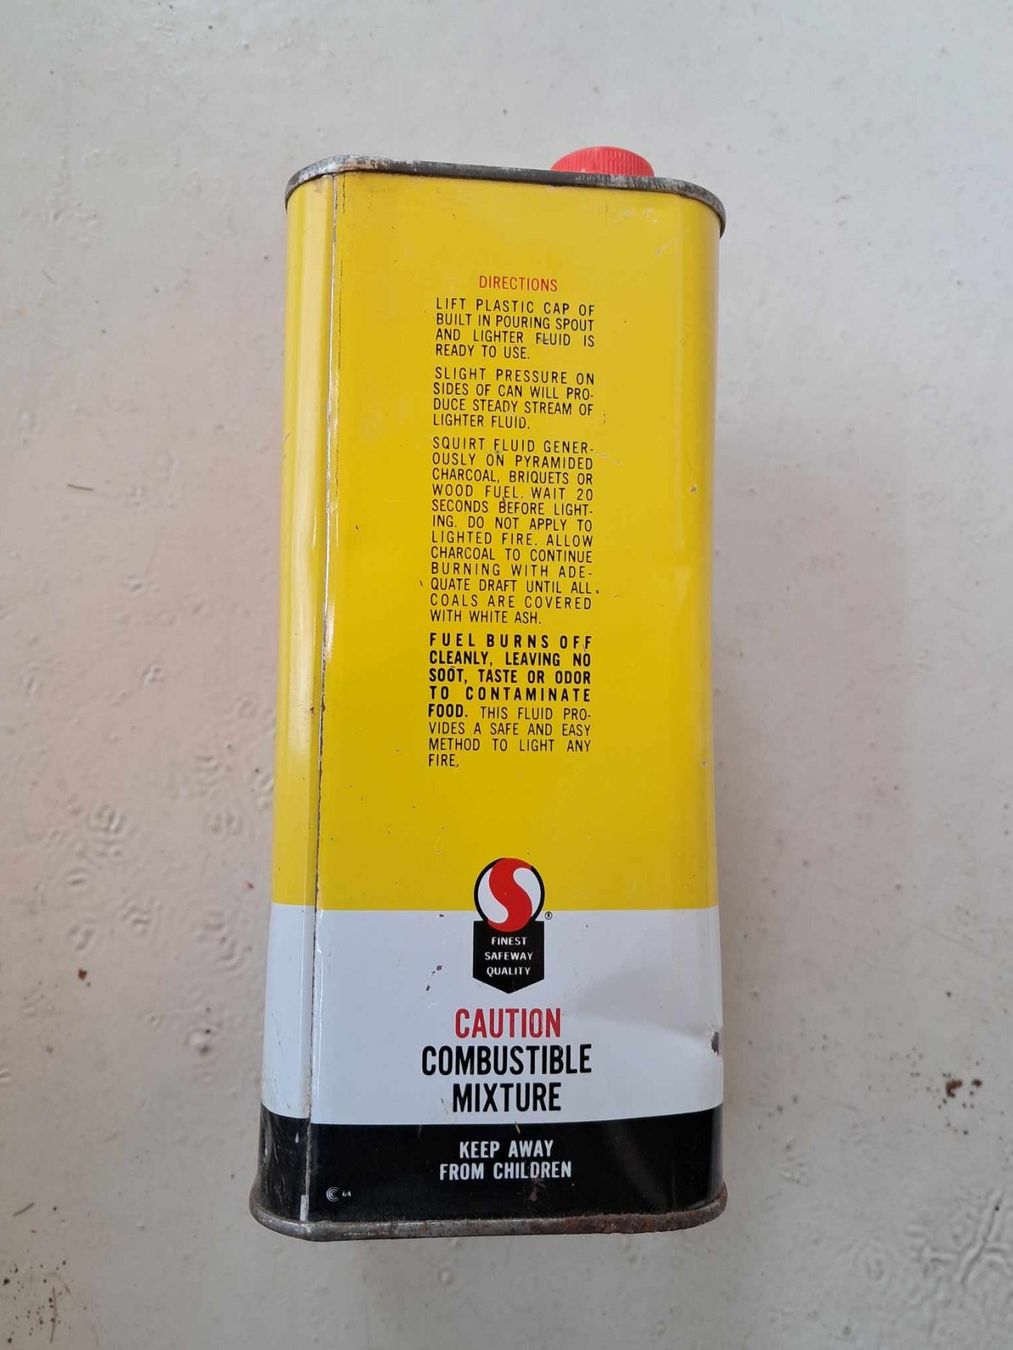 DIRECTIONS
LIFT PLASTIC CAP OF
BUILT IN POURING SPOUT
AND LIGHTER FLUID IS
READY TO USE.
SLIGHT PRESSURE ON
SIDES OF CAN WILL PRO-
DUCE STEADY STREAM OF
LIGHTER FLUID.
SQUIRT FLUID GENER-
OUSLY ON PYRAMIDED
CHARCOAL, BRIQUETS OR
WOOD FUEL. WAIT 20
SECONDS BEFORE LIGHT-
ING. DO NOT APPLY TO
LIGHTED FIRE. ALLOW
CHARCOAL TO CONTINUE
BURNING WITH ADE-
QUATE DRAFT UNTIL ALL
COALS ARE COVERED
WITH WHITE ASH.
FUEL BURNS OFF
CLEANLY, LEAVING NO
SOOT, TASTE OR ODOR
TO CONTAMINATE
FOOD. THIS FLUID PRO-
VIDES A SAFE AND EASY
METHOD TO LIGHT ANY
FIRE.
S ®
FINEST
SAFEWAY
QUALITY
CAUTION
COMBUSTIBLE
MIXTURE
KEEP AWAY
FROM CHILDREN